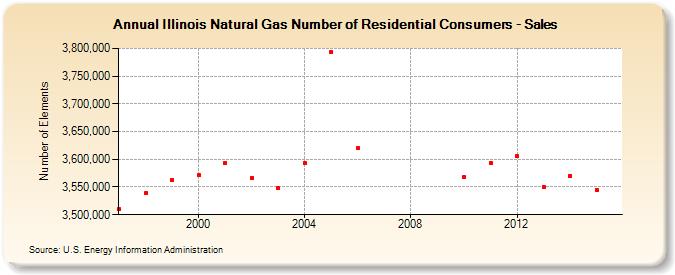 Annual Illinois Natural Gas Number of Residential Consumers - Sales
Number of Elements
3,800,000
3,750,000
3,700,000
3,650,000
3,600,000
3,550,000
3,500,000
2000 2004 2008 2012
Source: U.S. Energy Information Administration